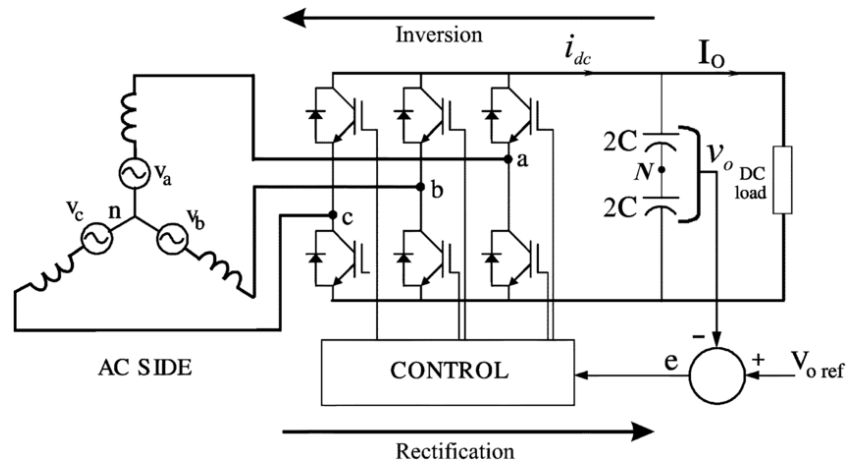 Inversion
i_dc
I_O
a
2C
v_a
N
v_o
DC
load
b
v_c
n
v_b
c
2C
−
AC SIDE
CONTROL
e
+
V_o ref
Rectification